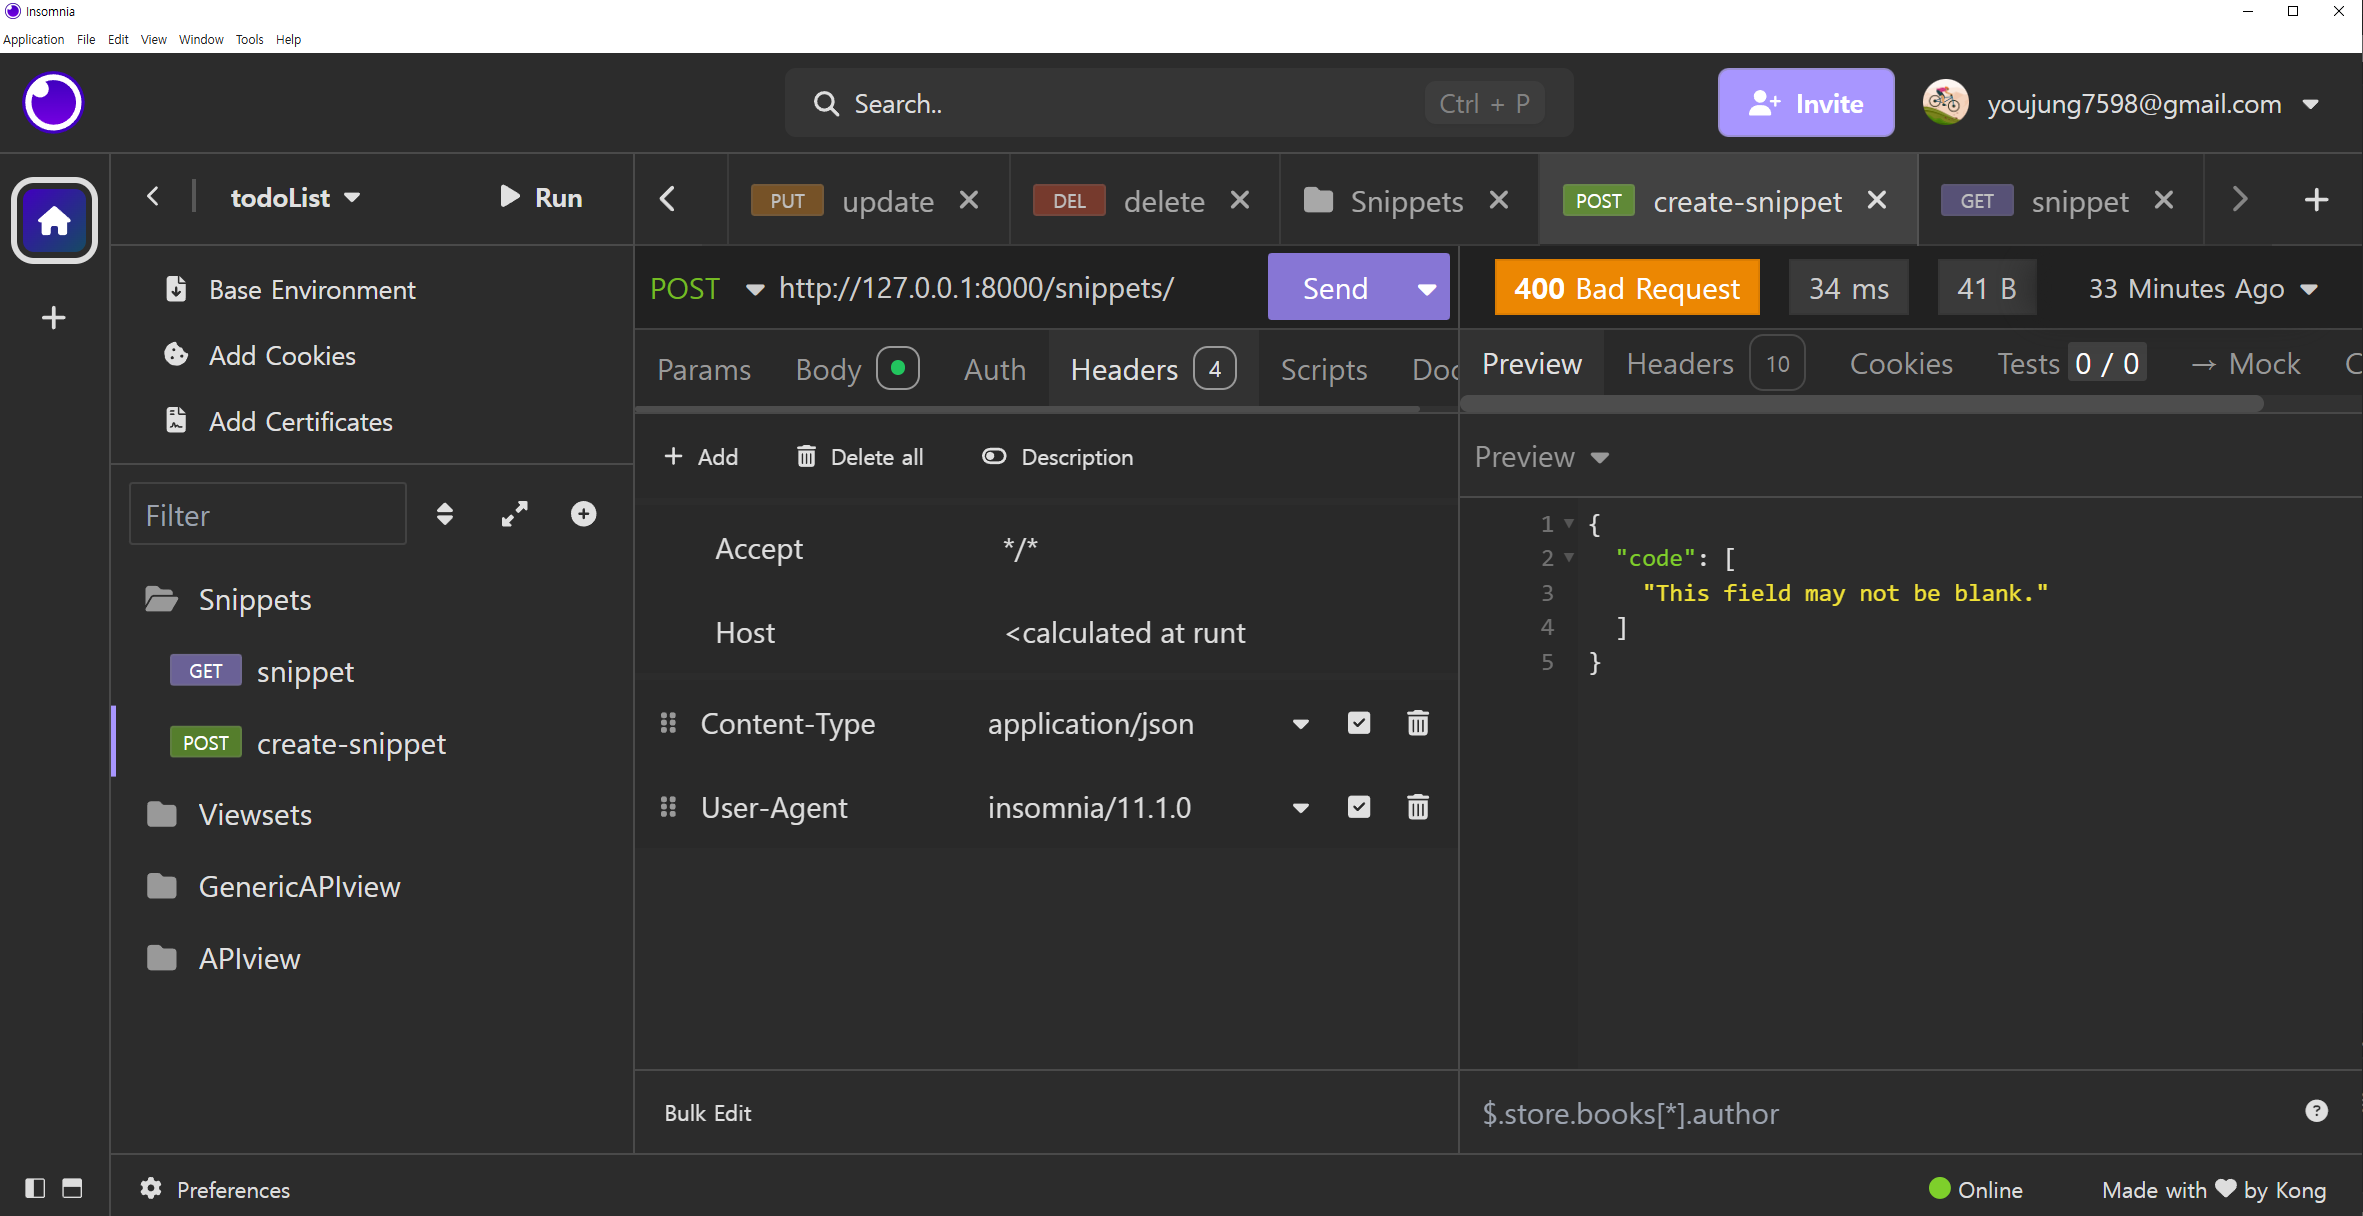 Insomnia
Application File Edit View Window Tools Help
Search.. Ctrl + P
Invite
youjung7598@gmail.com
todoList
Run
PUT update
DEL delete
Snippets
POST create-snippet
GET snippet
Base Environment
Add Cookies
Add Certificates
Filter
Snippets
GET snippet
POST create-snippet
Viewsets
GenericAPIview
APIview
POST http://127.0.0.1:8000/snippets/ Send
Params Body Auth Headers 4 Scripts Doc
Add Delete all Description
Accept */*
Host <calculated at runt
Content-Type application/json
User-Agent insomnia/11.1.0
Bulk Edit
400 Bad Request 34 ms 41 B 33 Minutes Ago
Preview Headers 10 Cookies Tests 0 / 0 → Mock C
Preview
1 {
2 "code": [
3 "This field may not be blank."
4 ]
5 }
$.store.books[*].author
?
Preferences
Online
Made with ♥ by Kong